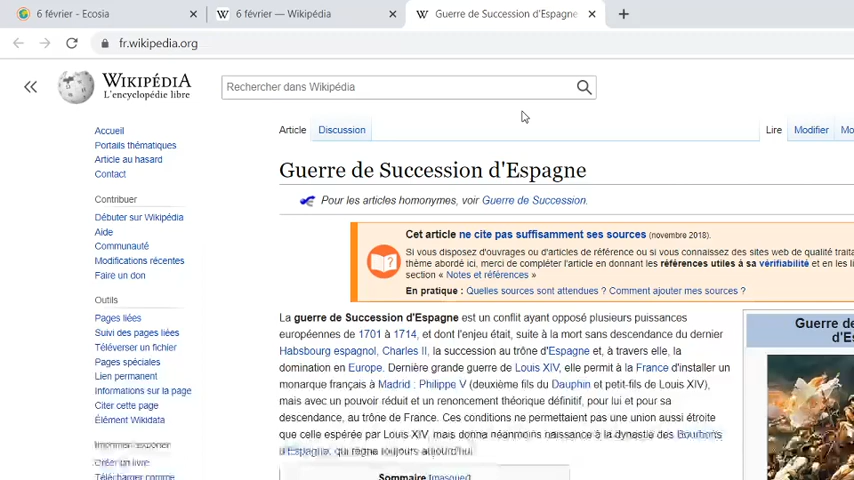 6 février - Ecosia
6 février — Wikipédia
Guerre de Succession d'Espagne
fr.wikipedia.org
WIKIPÉDIA
L'encyclopédie libre
Rechercher dans Wikipédia
Accueil
Portails thématiques
Article au hasard
Contact
Contribuer
Débuter sur Wikipédia
Aide
Communauté
Modifications récentes
Faire un don
Outils
Pages liées
Suivi des pages liées
Téléverser un fichier
Pages spéciales
Lien permanent
Informations sur la page
Citer cette page
Élément Wikidata
Imprimer/exporter
Créer un livre
Télécharger comme
Article Discussion Lire Modifier Mo
Guerre de Succession d'Espagne
Pour les articles homonymes, voir Guerre de Succession.
Cet article ne cite pas suffisamment ses sources (novembre 2018).
Si vous disposez d'ouvrages ou d'articles de référence ou si vous connaissez des sites web de qualité traita
thème abordé ici, merci de compléter l'article en donnant les références utiles à sa vérifiabilité et en les li
section « Notes et références »
En pratique : Quelles sources sont attendues ? Comment ajouter mes sources ?
La guerre de Succession d'Espagne est un conflit ayant opposé plusieurs puissances
européennes de 1701 à 1714, et dont l'enjeu était, suite à la mort sans descendance du dernier
Habsbourg espagnol, Charles II, la succession au trône d'Espagne et, à travers elle, la
domination en Europe. Dernière grande guerre de Louis XIV, elle permit à la France d'installer un
monarque français à Madrid : Philippe V (deuxième fils du Dauphin et petit-fils de Louis XIV),
mais avec un pouvoir réduit et un renoncement théorique définitif, pour lui et pour sa
descendance, au trône de France. Ces conditions ne permettaient pas une union aussi étroite
que celle espérée par Louis XIV, mais donna néanmoins naissance à la dynastie des Bourbons
d'Espagne, qui règne toujours aujourd'hui.
Sommaire [masquer]
Guerre de
d'Es